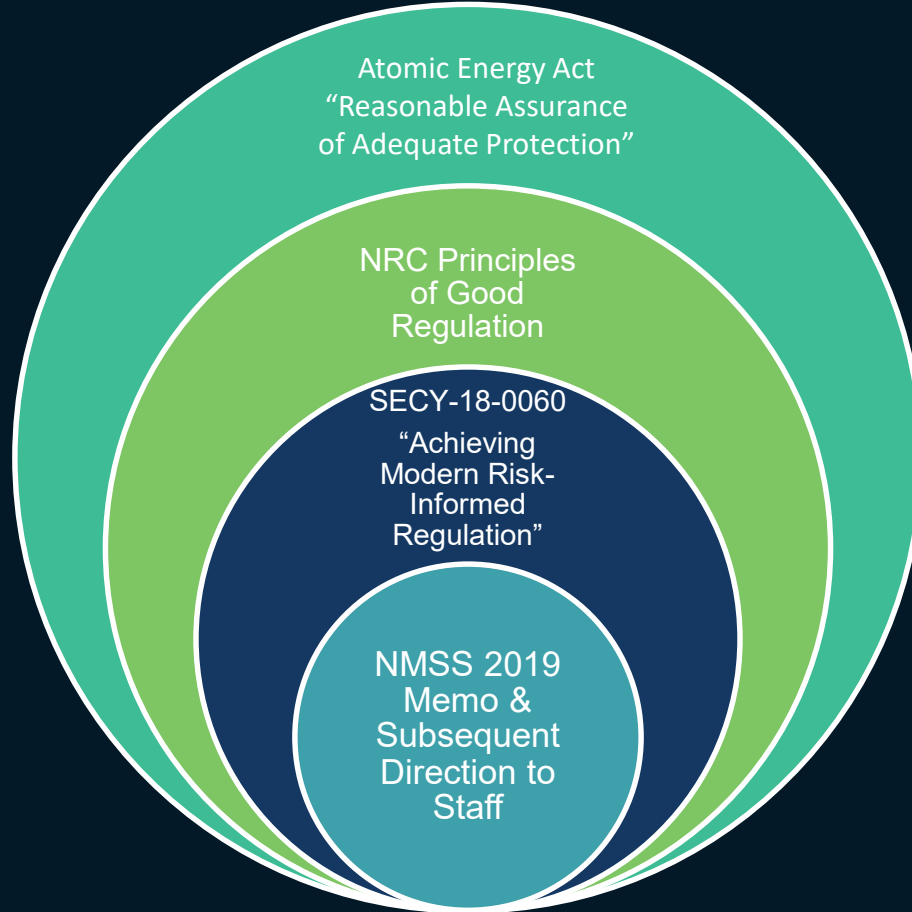 Atomic Energy Act
“Reasonable Assurance
of Adequate Protection”
NRC Principles
of Good
Regulation
SECY-18-0060
“Achieving
Modern Risk-
Informed
Regulation”
NMSS 2019
Memo &
Subsequent
Direction to
Staff